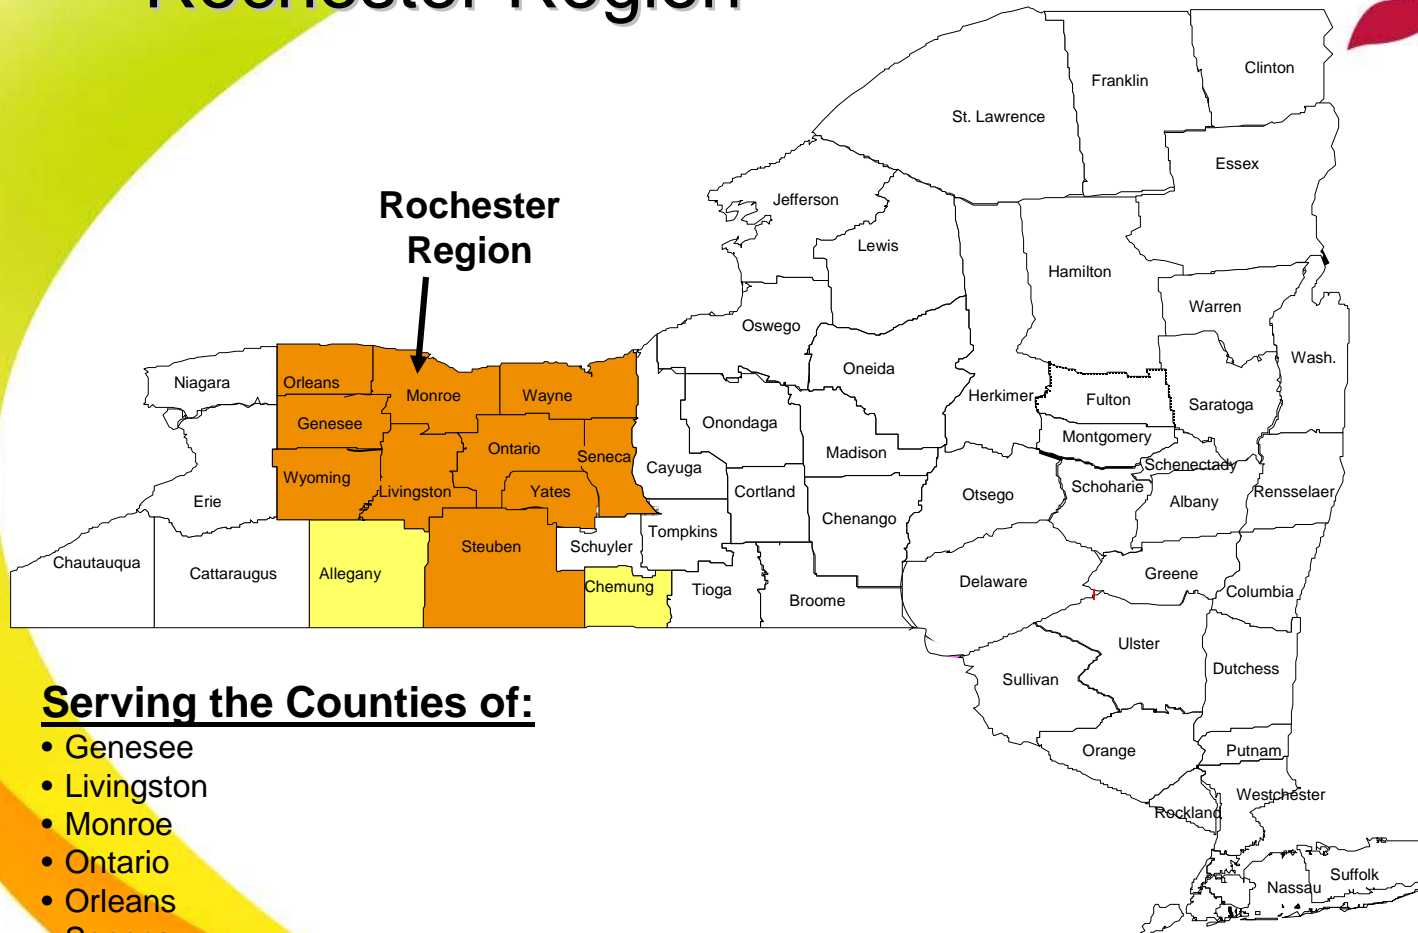 Rochester Region
Clinton
Franklin
St. Lawrence
Essex
Rochester
Region
Jefferson
Lewis
Hamilton
Warren
Oswego
Wash.
Oneida
Niagara
Orleans
Monroe
Wayne
Herkimer
Fulton
Saratoga
Genesee
Onondaga
Montgomery
Ontario
Madison
Seneca
Cayuga
Schenectady
Wyoming
Livingston
Yates
Cortland
Otsego
Schoharie
Albany
Rensselaer
Erie
Chenango
Tompkins
Steuben
Schuyler
Chautauqua
Cattaraugus
Allegany
Chemung
Tioga
Broome
Delaware
Greene
Columbia
Ulster
Sullivan
Dutchess
Serving the Counties of:
• Genesee
• Livingston
• Monroe
• Ontario
• Orleans
Orange
Putnam
Westchester
Rockland
Suffolk
Nassau